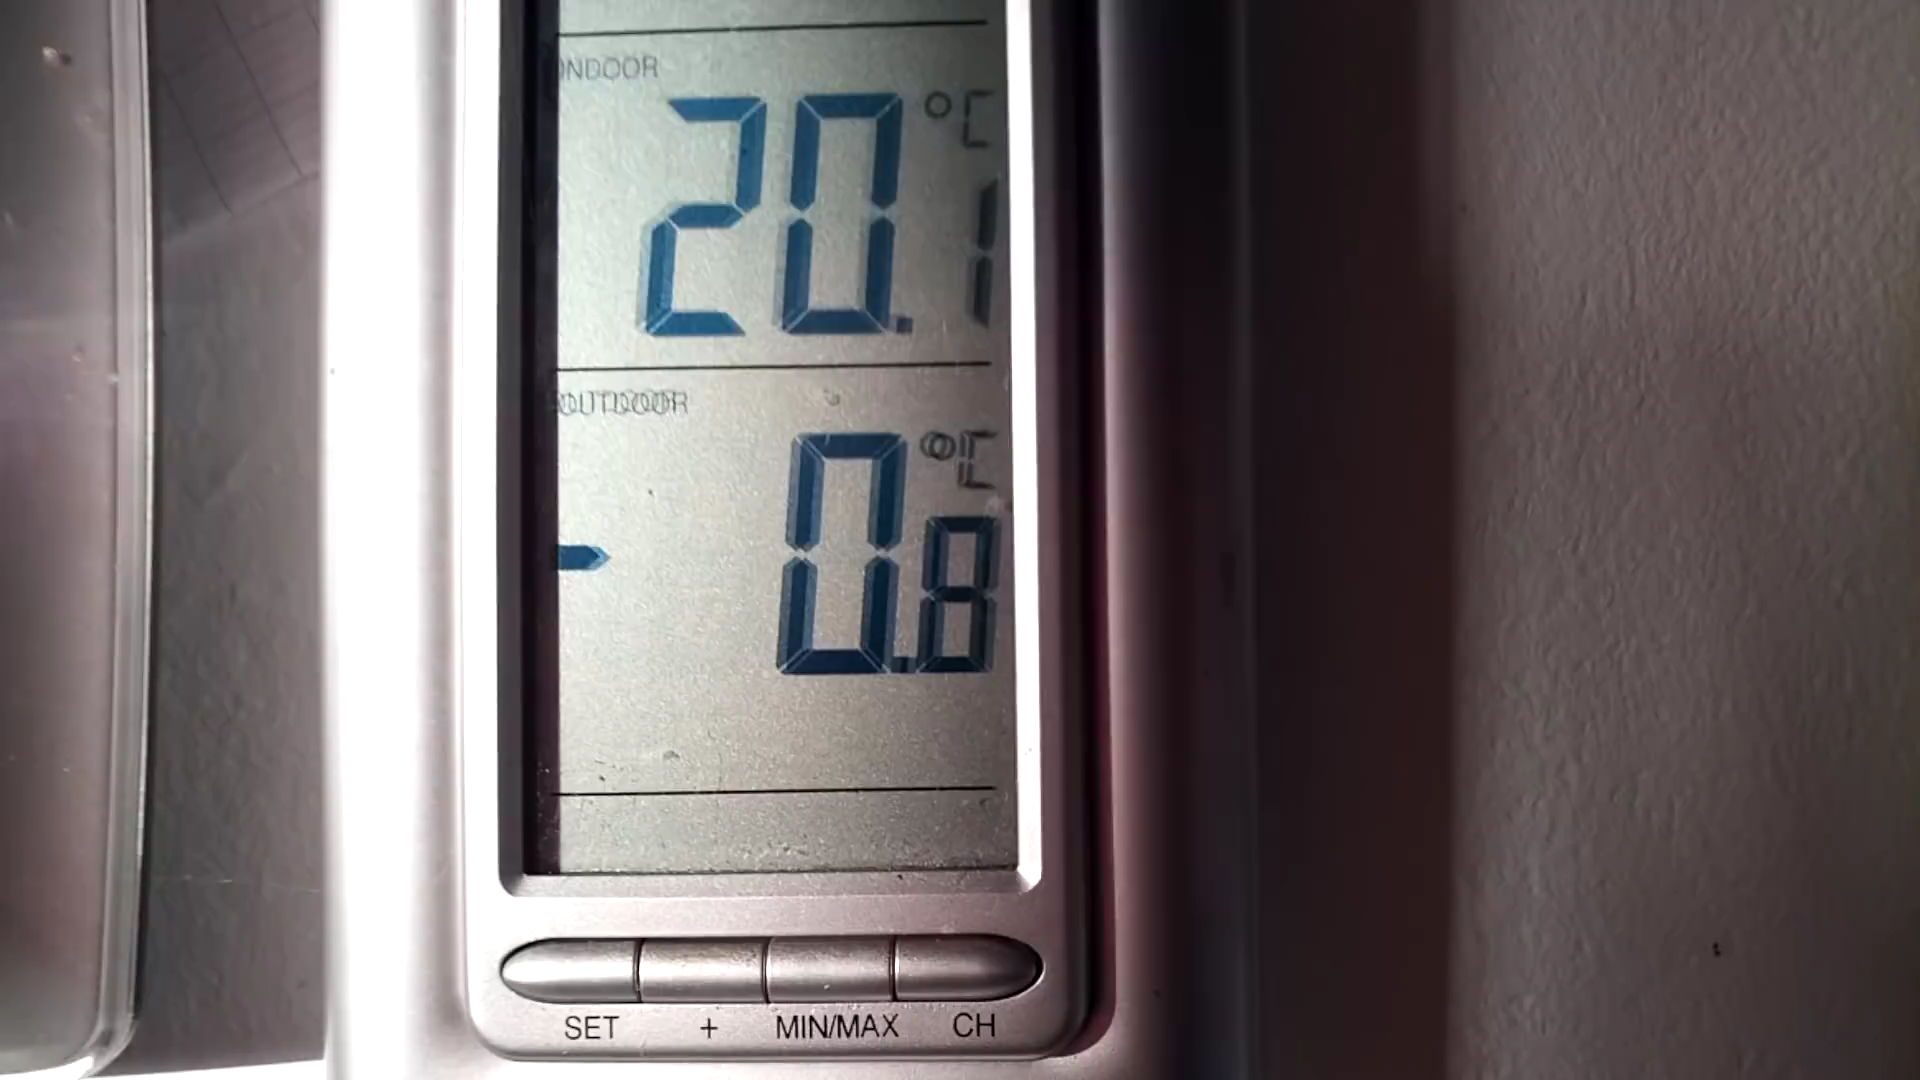 INDOOR
20.1 °C
OUTDOOR
-0.8 °C
SET + MIN/MAX CH